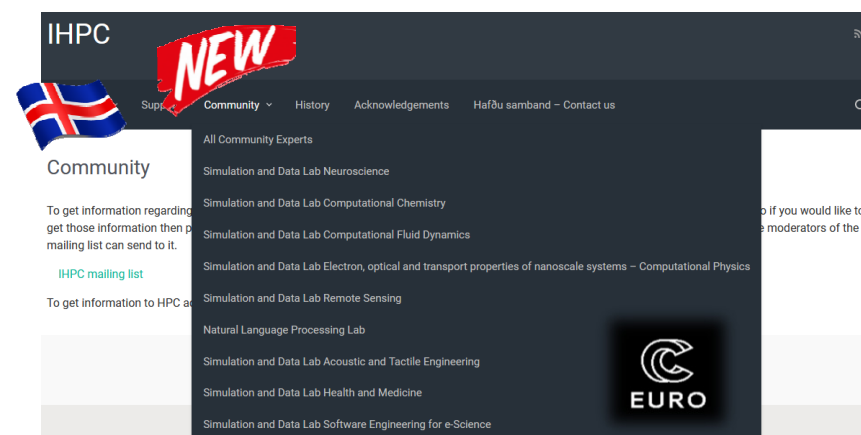 IHPC
NEW
Community
History
Acknowledgements
Hafðu samband – Contact us
All Community Experts
Simulation and Data Lab Neuroscience
Simulation and Data Lab Computational Chemistry
Simulation and Data Lab Computational Fluid Dynamics
Simulation and Data Lab Electron, optical and transport properties of nanoscale systems – Computational Physics
Simulation and Data Lab Remote Sensing
Natural Language Processing Lab
Simulation and Data Lab Acoustic and Tactile Engineering
Simulation and Data Lab Health and Medicine
Simulation and Data Lab Software Engineering for e-Science
Community
To get information regarding
if you would like to
get those information then
moderators of the
mailing list can send to it.
IHPC mailing list
To get information to HPC
EURO